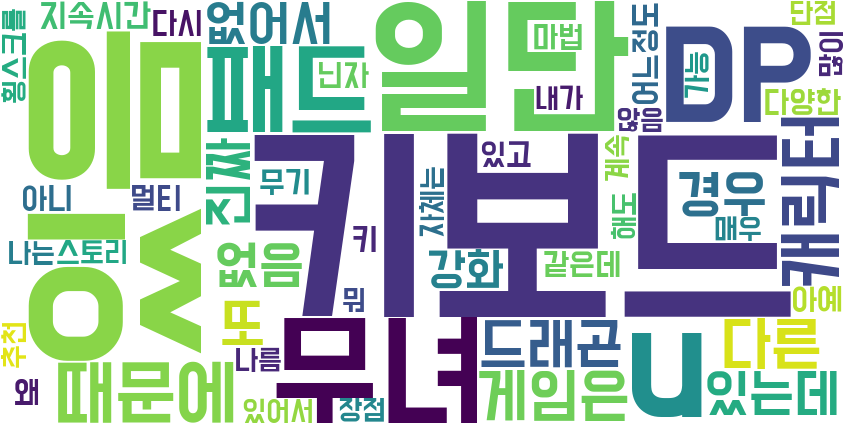 횡스크롤
지속시간
다시
없어서
일단
마법
어느정도
단점
많이
있음
패드
닌자
내가
가능
DP
다양한
않음
진짜
키보드
있고
계속
캐릭터
아니
멀티
무기
자체는
해도
경우
매우
나는
스토리
없음
키
강화
같은데
뭐
아예
추천
또
무녀
드래곤
u
다른
왜
때문에
나름
있어서
장점
게임은
있는데